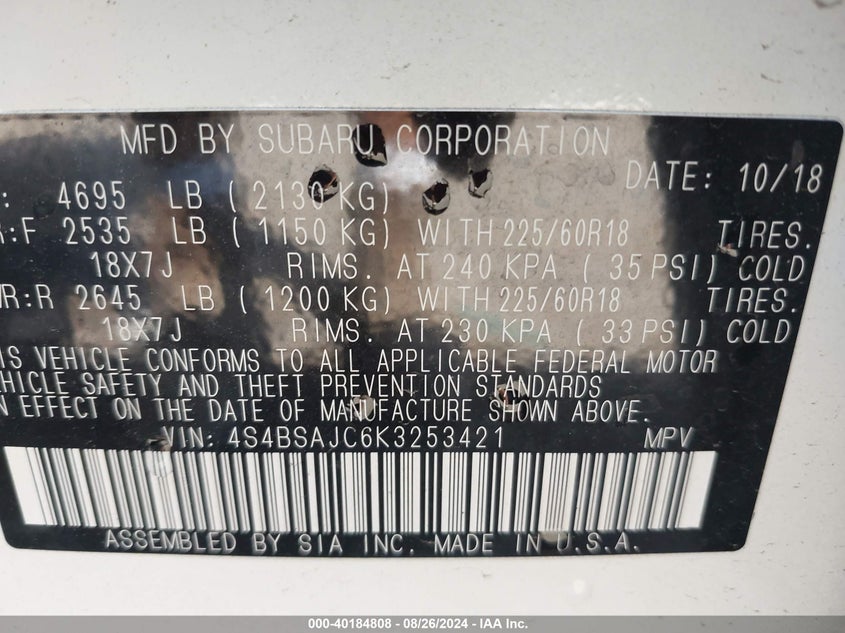 MFD BY SUBARU CORPORATION
DATE: 10/18
: 4695 LB ( 2130 KG)
R:F 2535 LB ( 1150 KG) WITH 225/60R18 TIRES.
18X7J RIMS. AT 240 KPA ( 35 PSI) COLD
R:R 2645 LB ( 1200 KG) WITH 225/60R18 TIRES.
18X7J RIMS. AT 230 KPA ( 33 PSI) COLD
IS VEHICLE CONFORMS TO ALL APPLICABLE FEDERAL MOTOR
HICLE SAFETY AND THEFT PREVENTION STANDARDS
N EFFECT ON THE DATE OF MANUFACTURE SHOWN ABOVE.
VIN: 4S4BSAJC6K3253421 MPV
ASSEMBLED BY SIA INC. MADE IN U.S.A.
000-40184808 - 08/26/2024 - IAA Inc.